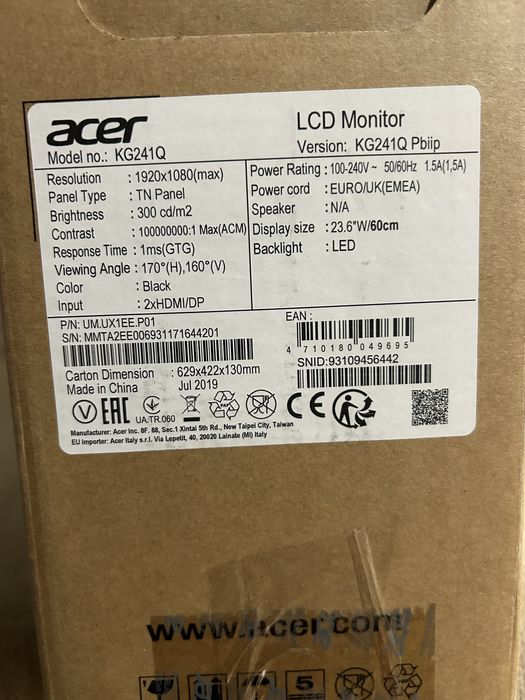 acer
LCD Monitor
Model no.: KG241Q
Version: KG241Q Pbiip
Resolution : 1920x1080(max)
Panel Type : TN Panel
Brightness : 300 cd/m2
Contrast : 100000000:1 Max(ACM)
Response Time : 1ms(GTG)
Viewing Angle : 170°(H),160°(V)
Color : Black
Input : 2xHDMI/DP
Power Rating : 100-240V~ 50/60Hz 1.5A(1,5A)
Power cord : EURO/UK(EMEA)
Speaker : N/A
Display size : 23.6"W/60cm
Backlight : LED
P/N: UM.UX1EE.P01
S/N: MMTA2EE006931171644201
EAN :
4 710180 049695
SNID:93109456442
Carton Dimension : 629x422x130mm
Made in China Jul 2019
V EAC UA.TR.060 CE
Manufacturer: Acer Inc. 8F. 88, Sec.1 Xintai 5th Rd., New Taipei City, Taiwan
EU Importer: Acer Italy s.r.l. Via Lepetit, 40, 20020 Lainate (MI) Italy
www.acer.com
5